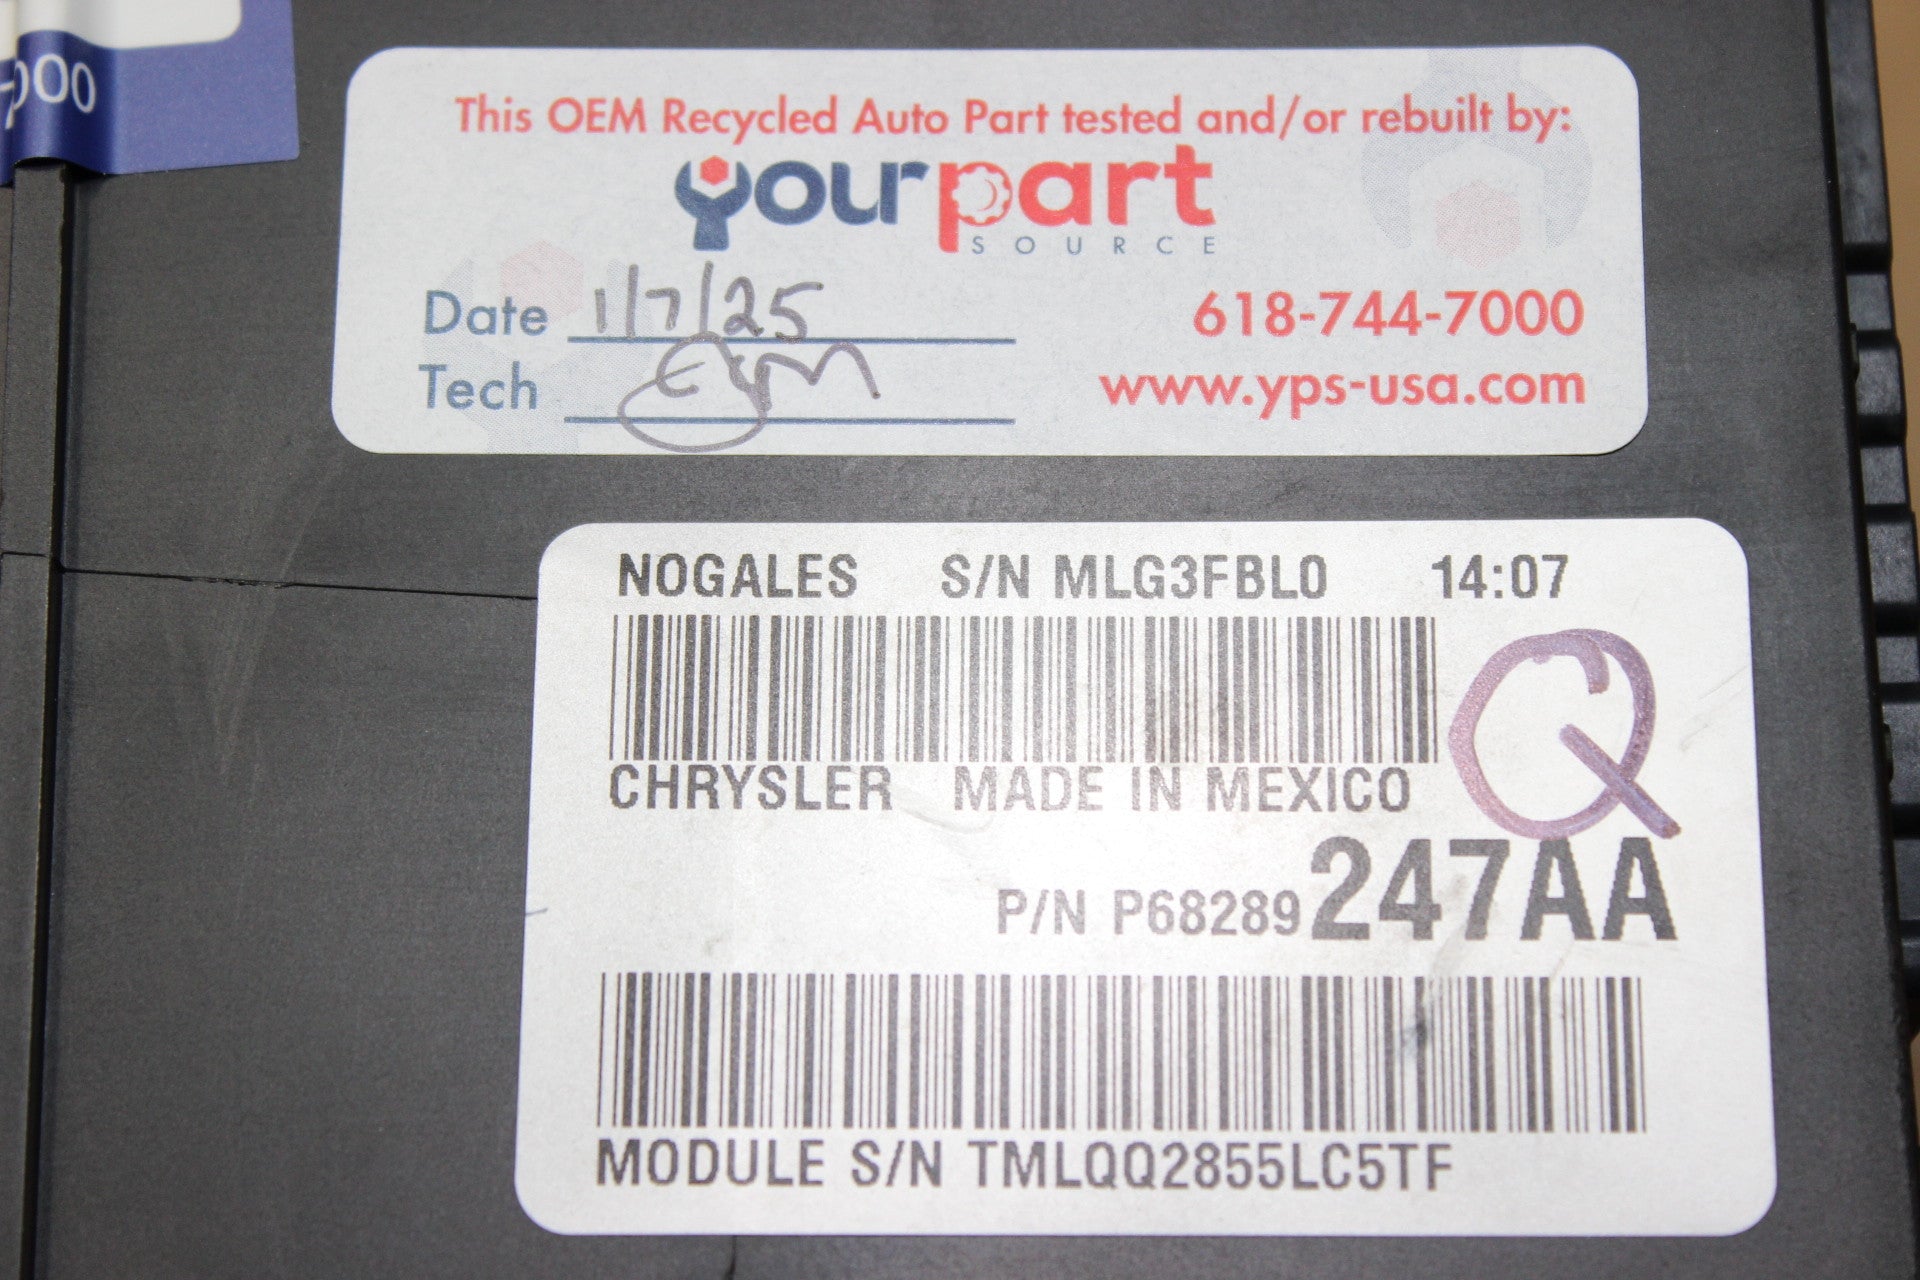 7000
This OEM Recycled Auto Part tested and/or rebuilt by:
yourpart
SOURCE
Date 1/7/25
618-744-7000
Tech
www.yps-usa.com
NOGALES S/N MLG3FBL0 14:07
Q
CHRYSLER MADE IN MEXICO
P/N P68289247AA
MODULE S/N TMLQQ2855LC5TF